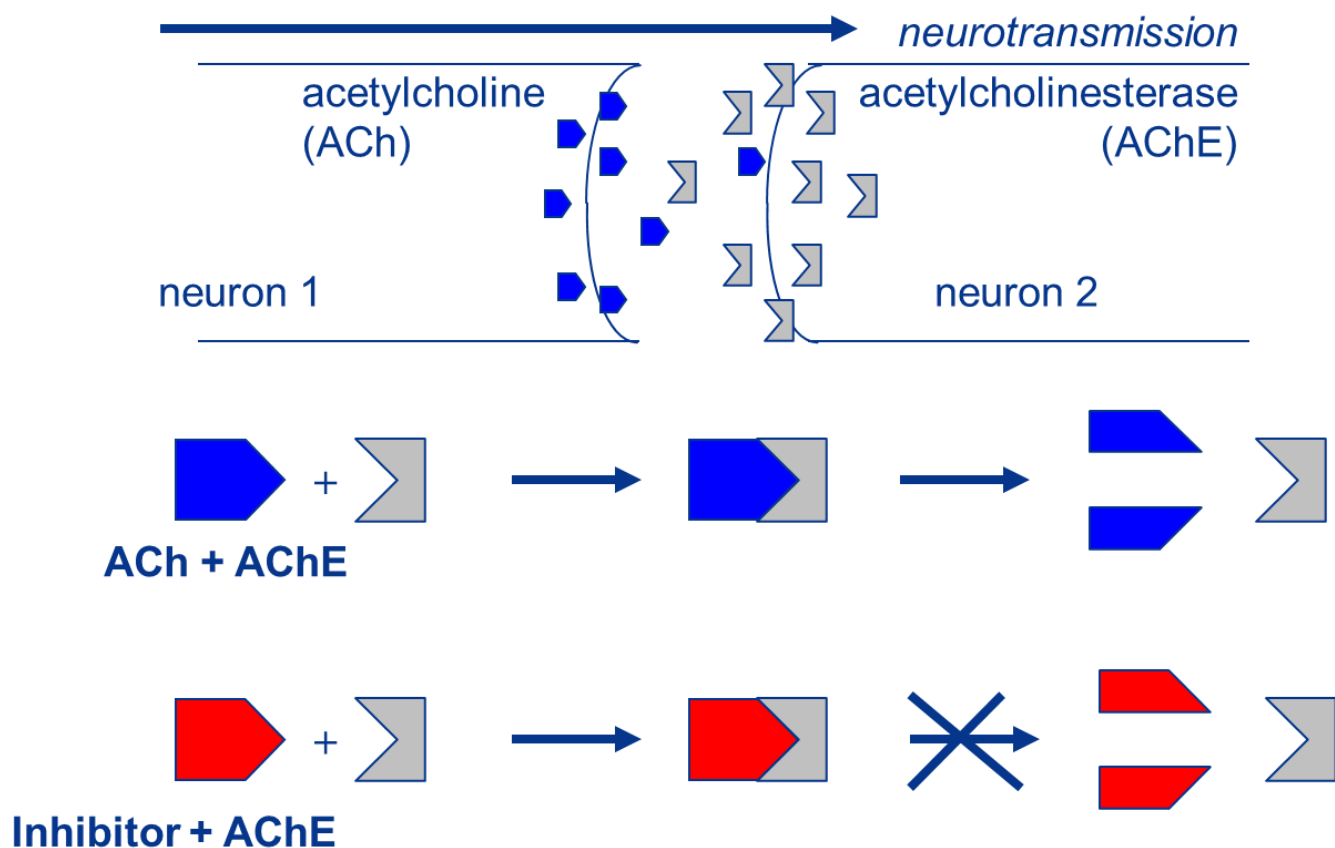 neurotransmission
acetylcholine
(ACh)
acetylcholinesterase
(AChE)
neuron 1
neuron 2
+
ACh + AChE
+
Inhibitor + AChE